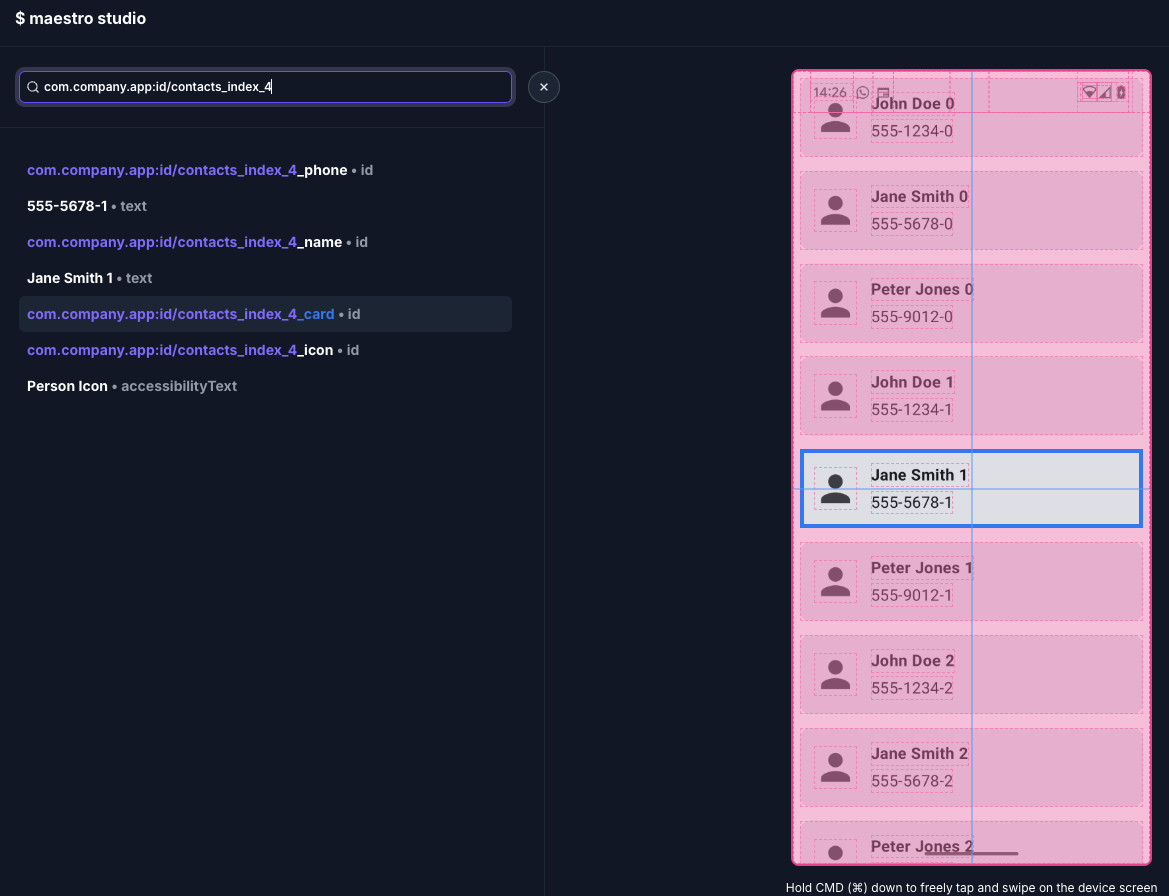 $ maestro studio
com.company.app:id/contacts_index_4
com.company.app:id/contacts_index_4_phone • id
555-5678-1 • text
com.company.app:id/contacts_index_4_name • id
Jane Smith 1 • text
com.company.app:id/contacts_index_4_card • id
com.company.app:id/contacts_index_4_icon • id
Person Icon • accessibilityText
14:26
John Doe 0
555-1234-0
Jane Smith 0
555-5678-0
Peter Jones 0
555-9012-0
John Doe 1
555-1234-1
Jane Smith 1
555-5678-1
Peter Jones 1
555-9012-1
John Doe 2
555-1234-2
Jane Smith 2
555-5678-2
Peter Jones 2
Hold CMD (⌘) down to freely tap and swipe on the device screen